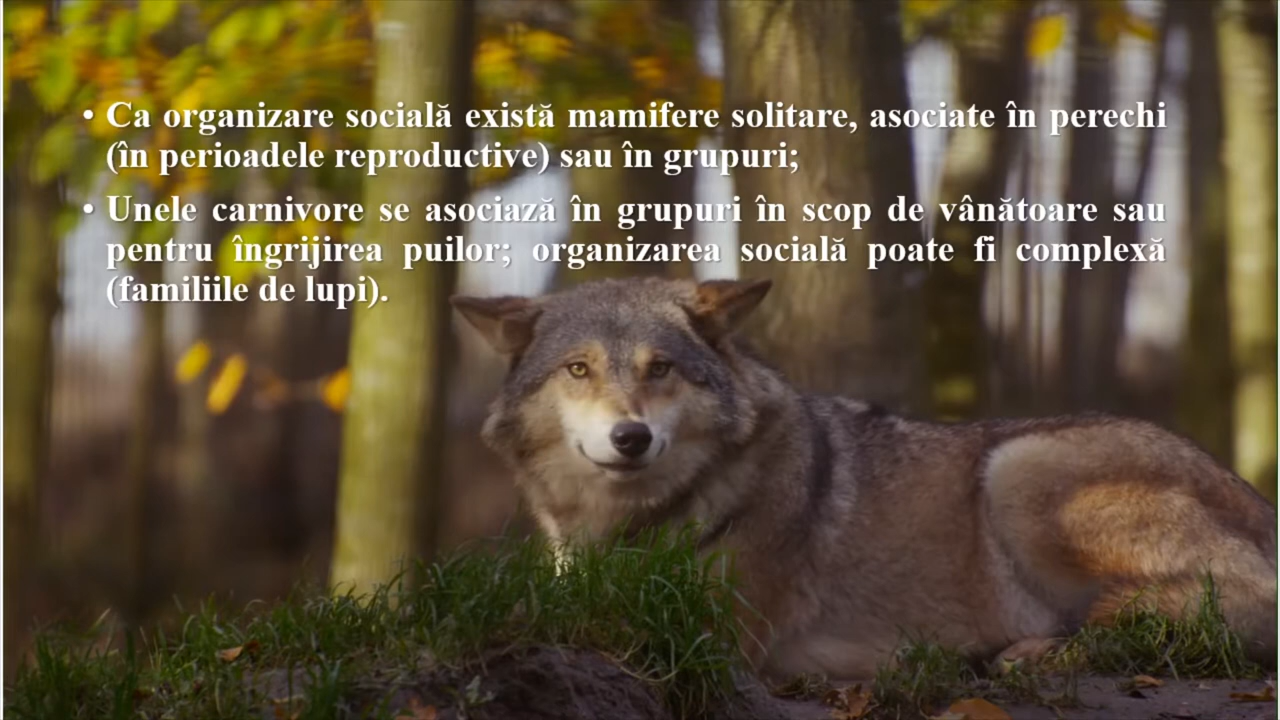 • Ca organizare socială există mamifere solitare, asociate în perechi
(în perioadele reproductive) sau în grupuri;
• Unele carnivore se asociază în grupuri în scop de vânătoare sau
pentru îngrijirea puilor; organizarea socială poate fi complexă
(familiile de lupi).